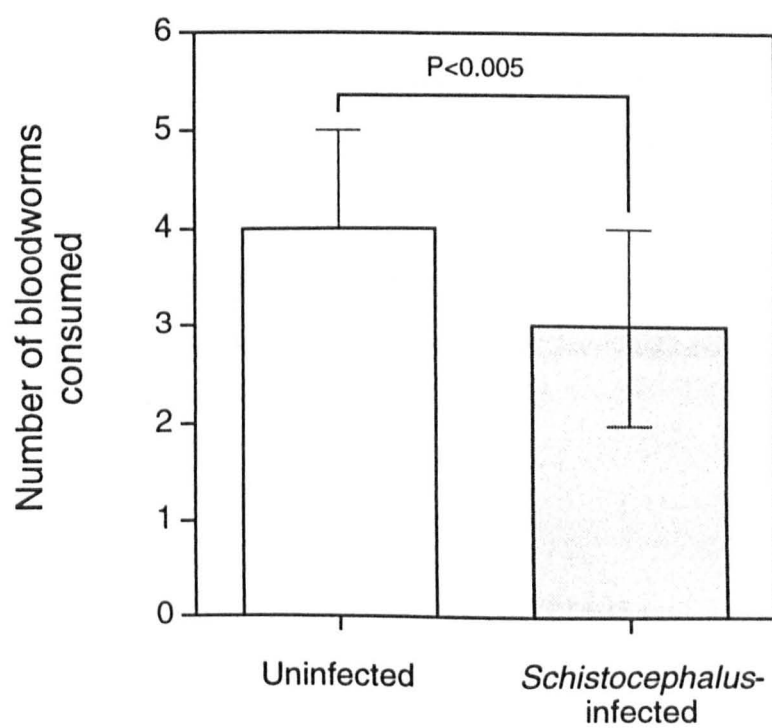 6
P<0.005
5
4
3
2
1
0
Number of bloodworms
consumed
Uninfected
Schistocephalus-
infected